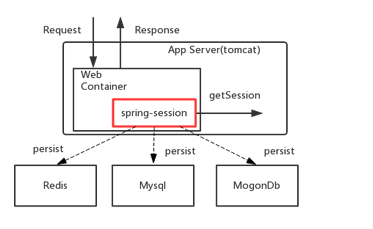 Request
Response
App Server(tomcat)
Web
Container
getSession
spring-session
persist
persist
persist
Redis
Mysql
MogonDb